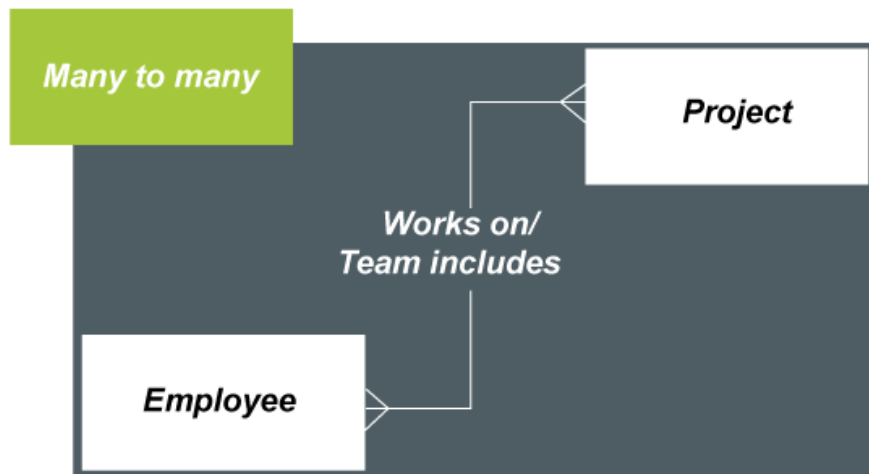 Many to many
Project
Works on/
Team includes
Employee